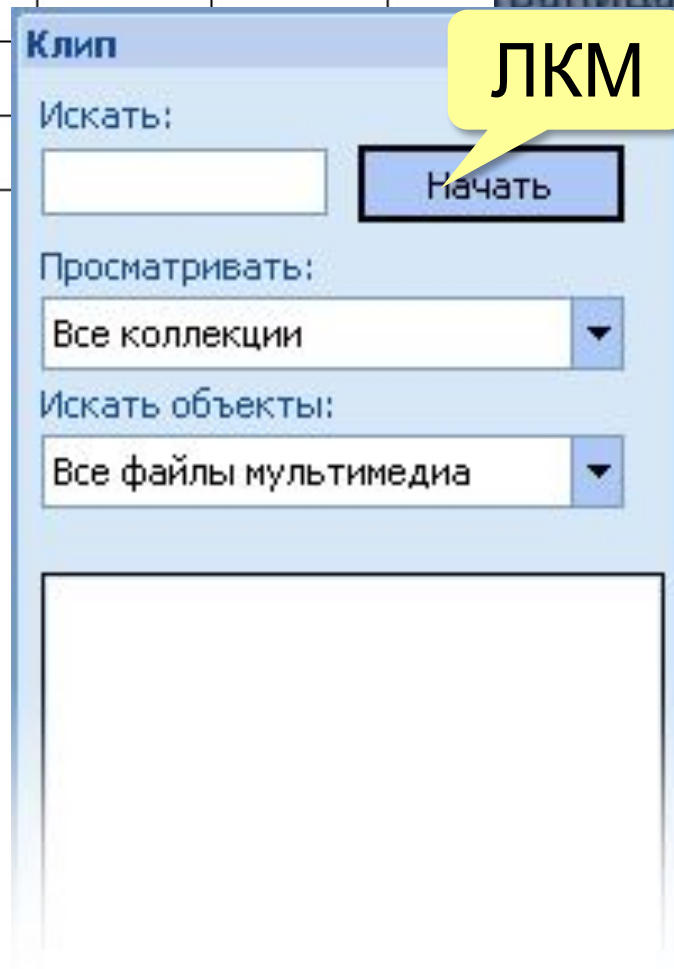 Клип
ЛКМ
Искать:
Начать
Просматривать:
Все коллекции
Искать объекты:
Все файлы мультимедиа